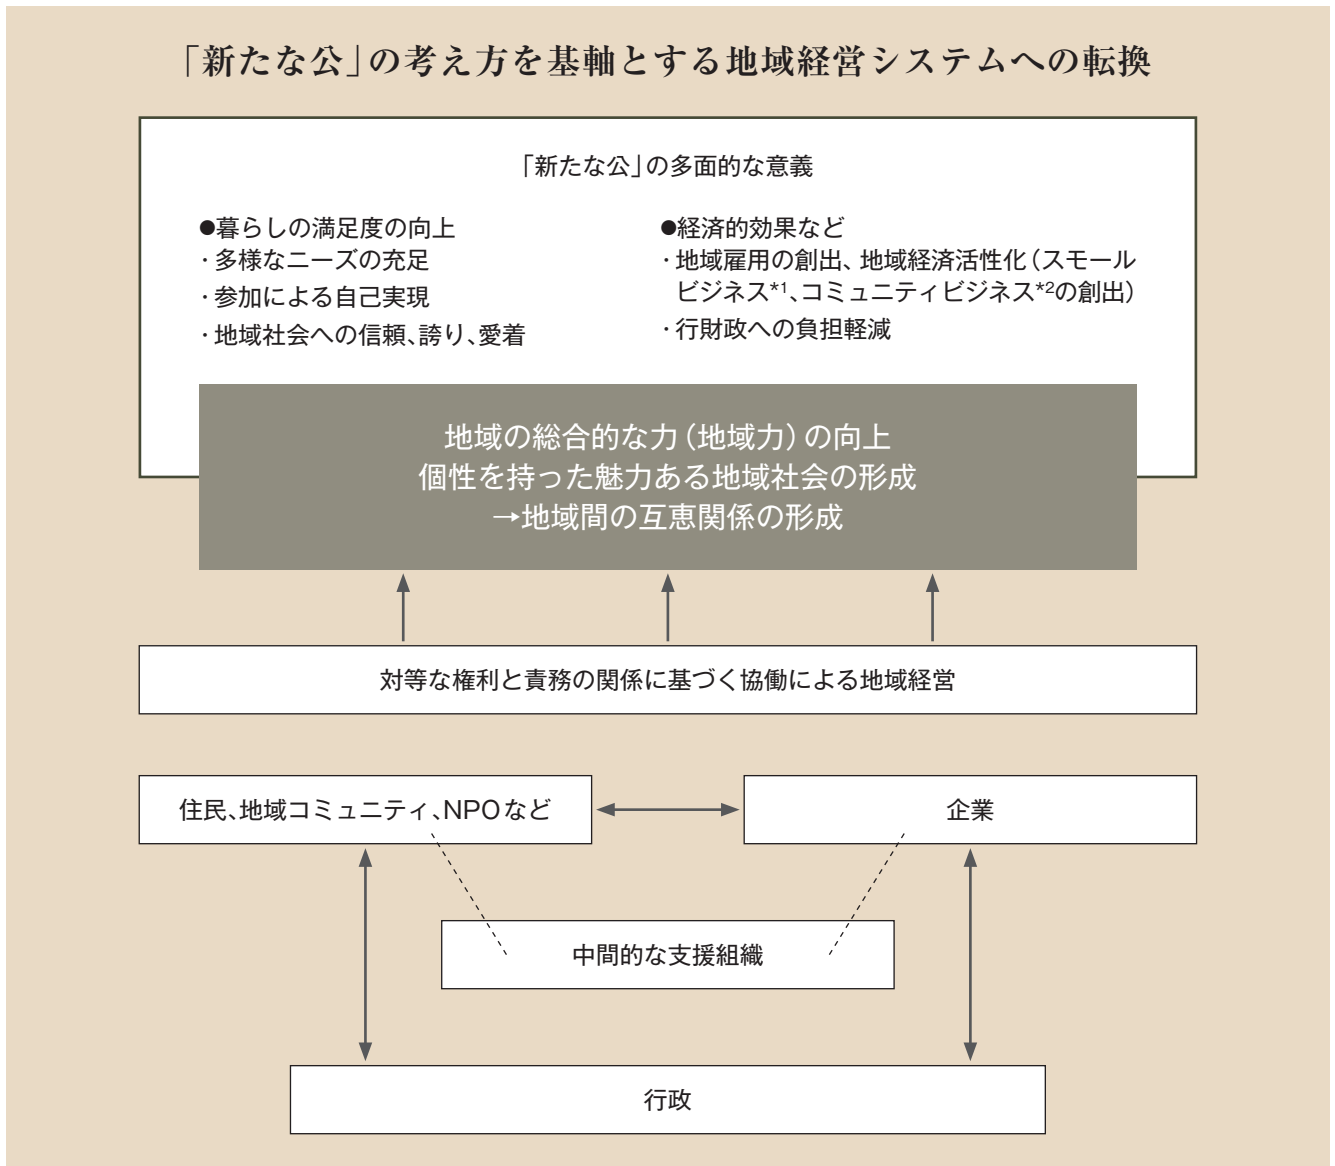 「新たな公」の考え方を基軸とする地域経営システムへの転換
「新たな公」の多面的な意義
●暮らしの満足度の向上
・多様なニーズの充足
・参加による自己実現
・地域社会への信頼、誇り、愛着
●経済的効果など
・地域雇用の創出、地域経済活性化（スモール
ビジネス*1、コミュニティビジネス*2の創出）
・行財政への負担軽減
地域の総合的な力（地域力）の向上
個性を持った魅力ある地域社会の形成
→地域間の互恵関係の形成
対等な権利と責務の関係に基づく協働による地域経営
住民、地域コミュニティ、NPOなど
企業
中間的な支援組織
行政